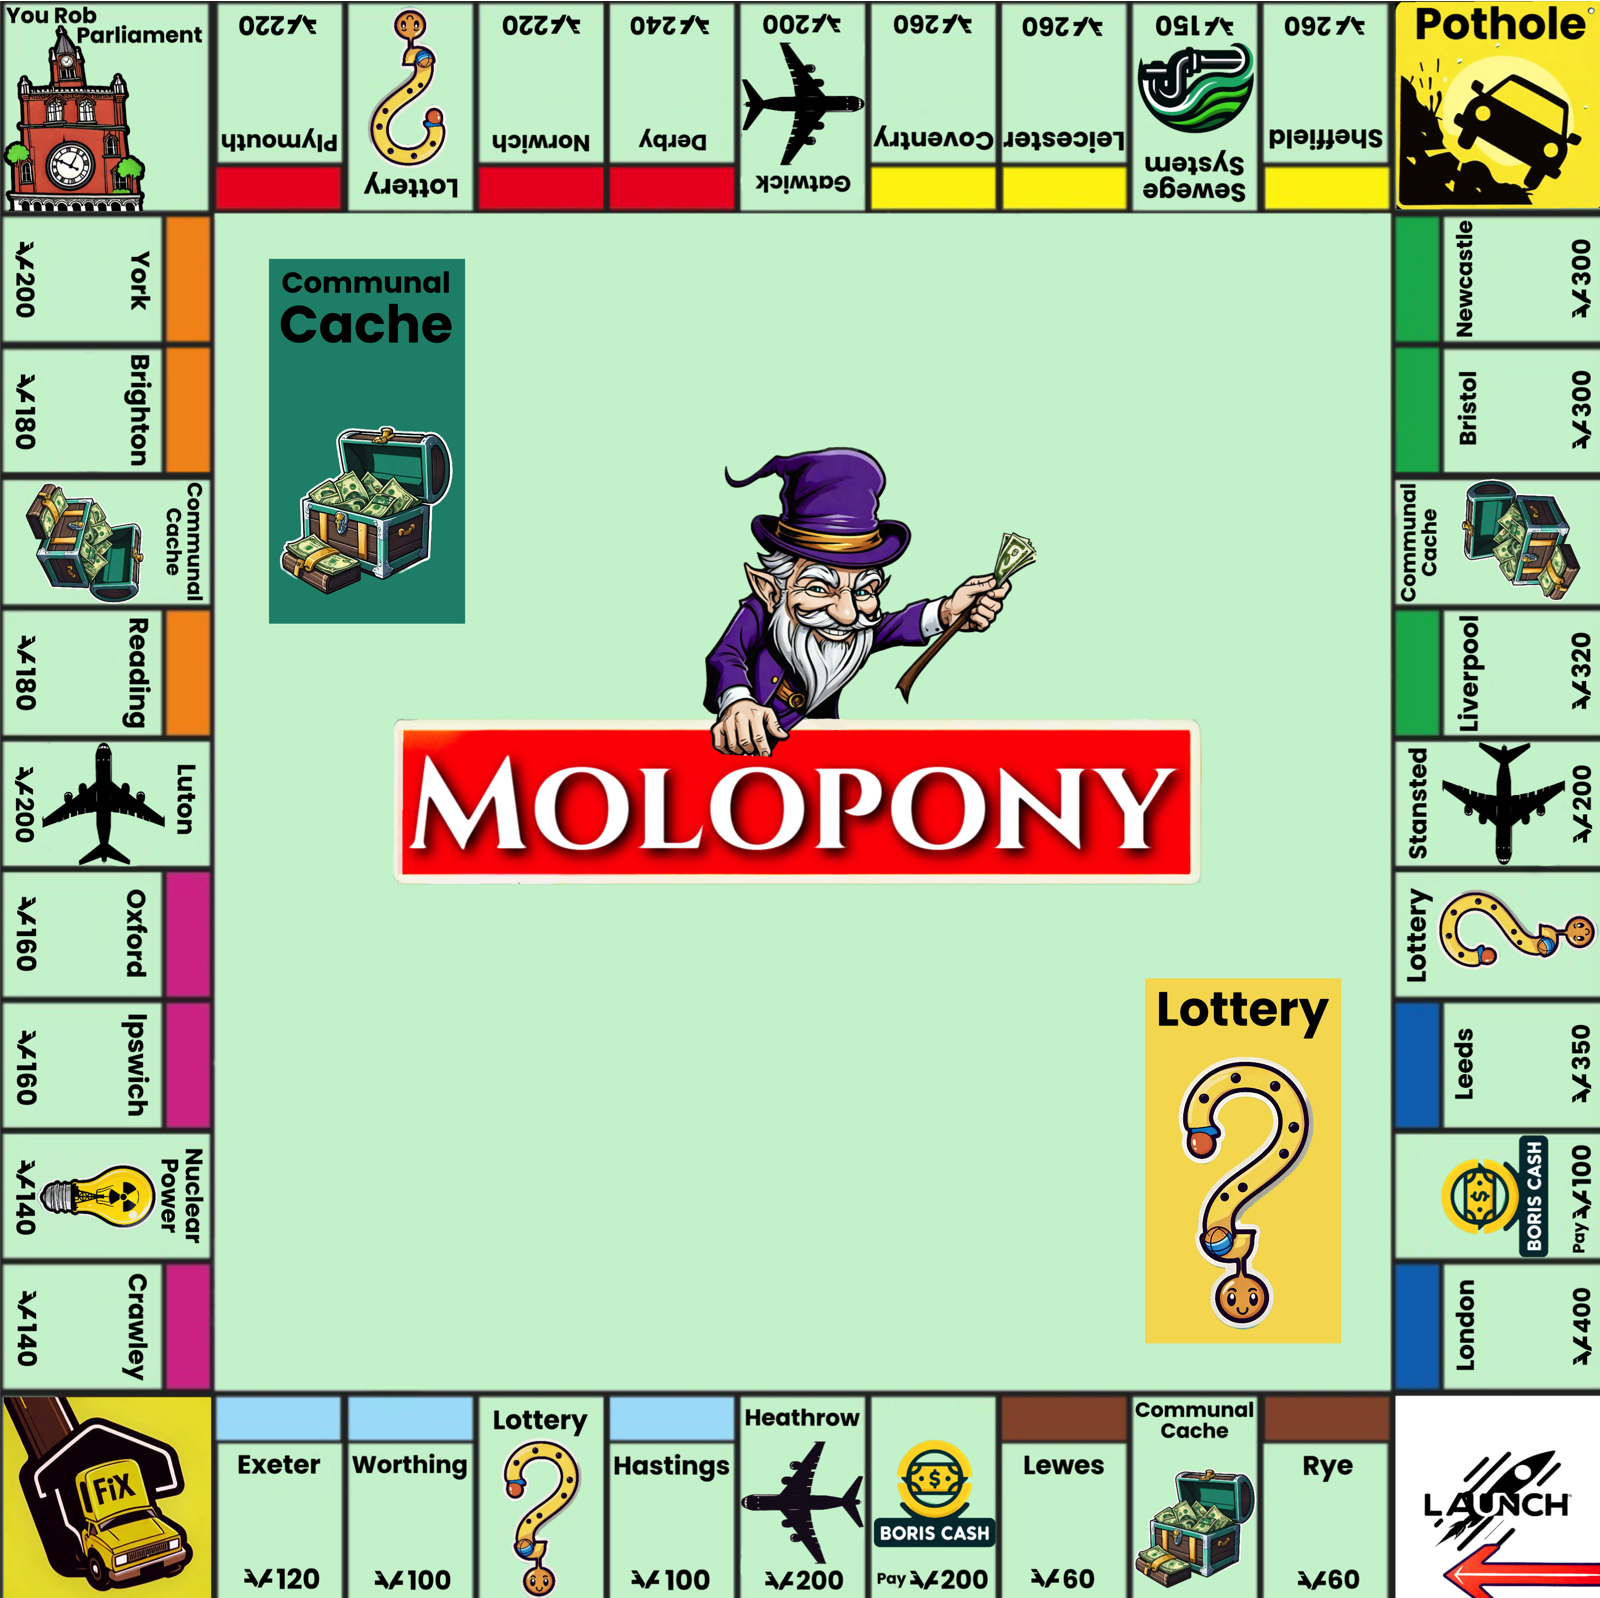 You Rob
Parliament
220
Plymouth
Lottery
220
Norwich
240
Derby
200
Gatwick
260
Coventry
260
Leicester
150
Sewege
System
260
Sheffield
Pothole
Newcastle
300
Bristol
300
Communal
Cache
Liverpool
320
Stansted
200
Lottery
Leeds
350
BORIS CASH
Pay 100
London
400
LAUNCH
Rye
60
Communal
Cache
Lewes
60
BORIS CASH
Pay 200
Heathrow
200
Hastings
100
Lottery
Worthing
100
Exeter
120
FiX
Crawley
140
Nuclear
Power
140
Ipswich
160
Oxford
160
Luton
200
Reading
180
Communal
Cache
Brighton
180
York
200
Communal
Cache
MOLOPONY
Lottery